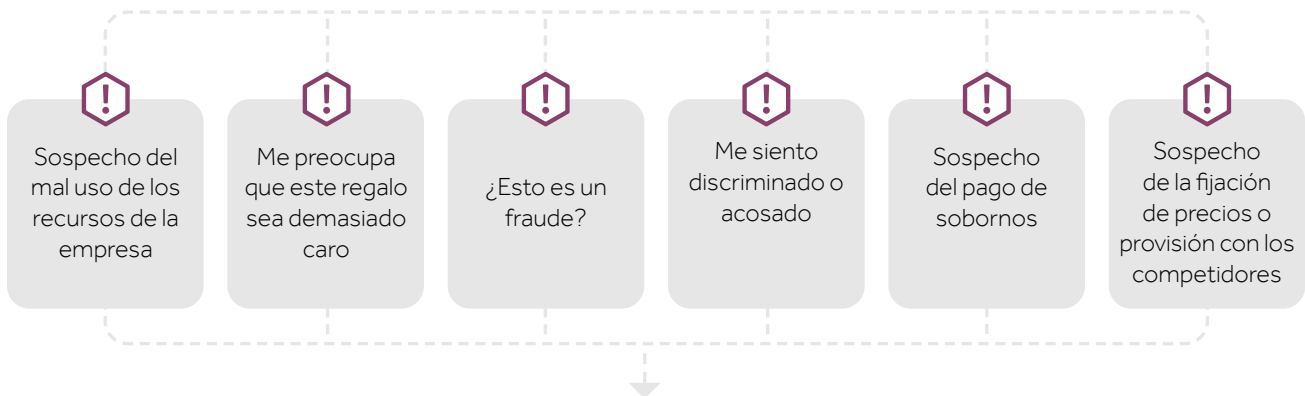 Sospecho del
mal uso de los
recursos de la
empresa
Me preocupa
que este regalo
sea demasiado
caro
¿Esto es un
fraude?
Me siento
discriminado o
acosado
Sospecho
del pago de
sobornos
Sospecho
de la fijación
de precios o
provisión con los
competidores